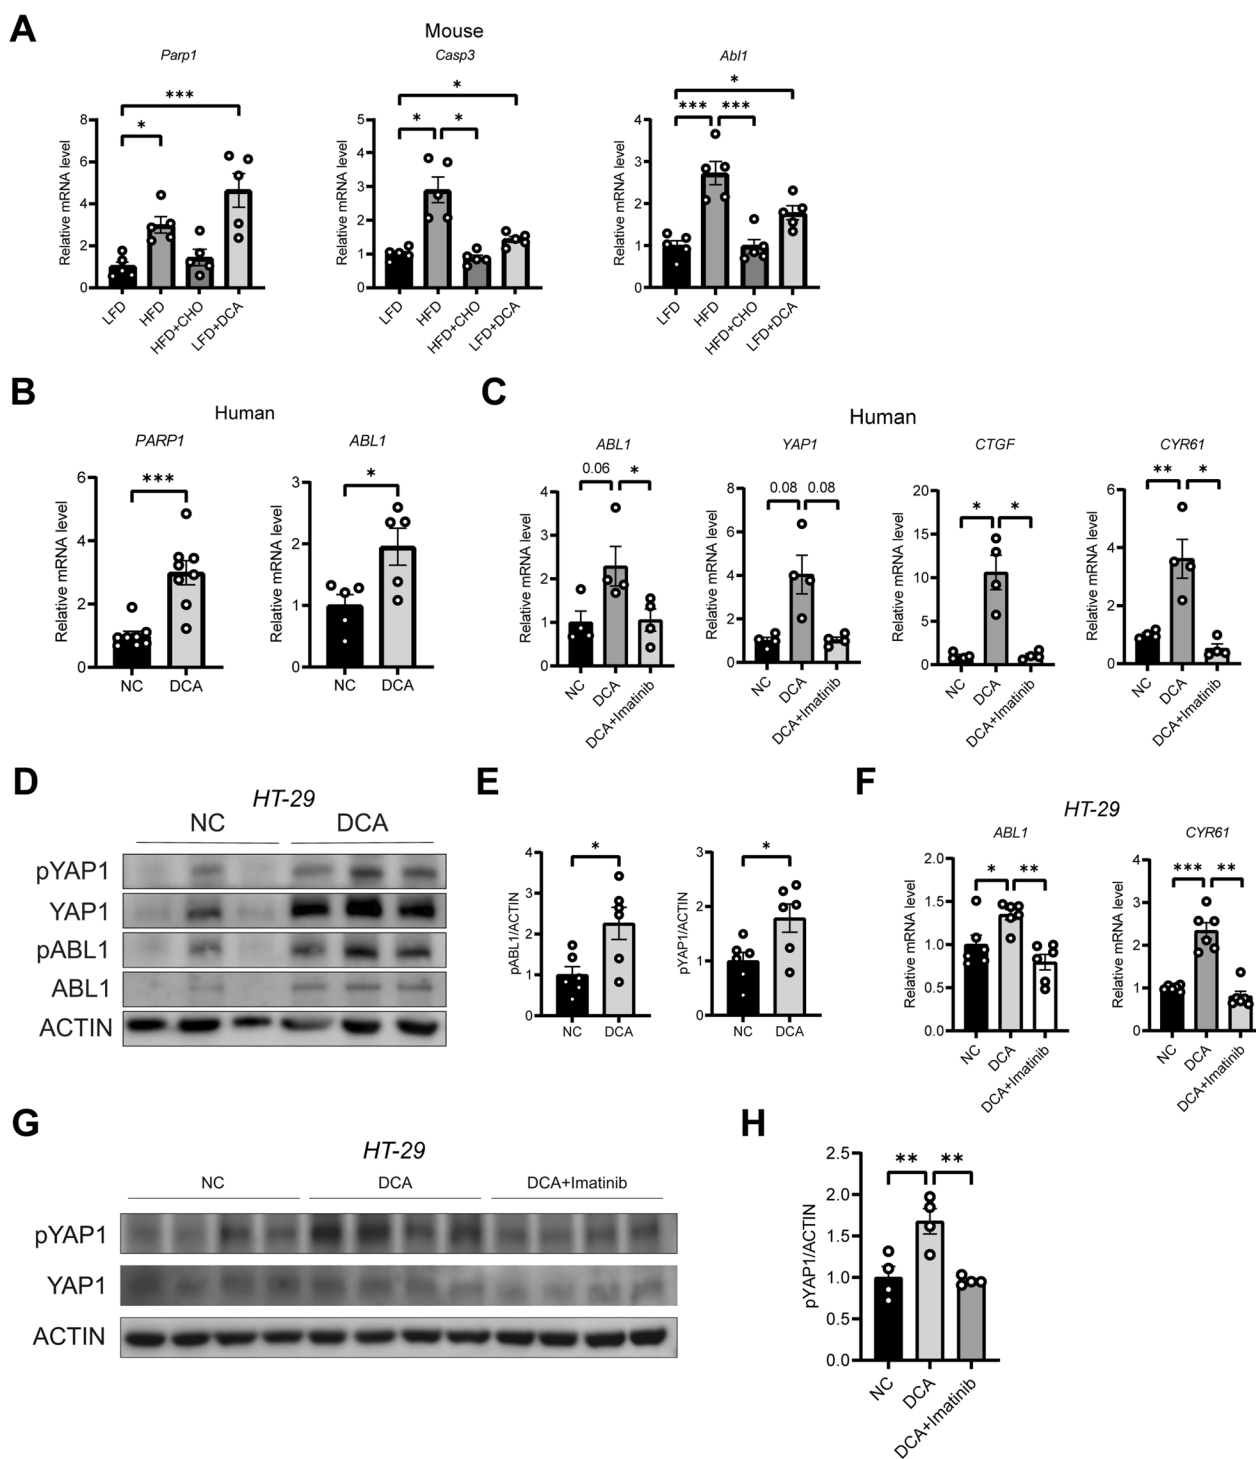 A
Mouse
Parp1
Casp3
Abl1
***
*
Relative mRNA level
8
6
4
2
0
LFD
HFD
HFD+CHO
LFD+DCA
*
*
*
Relative mRNA level
5
4
3
2
1
0
LFD
HFD
HFD+CHO
LFD+DCA
*
***
***
Relative mRNA level
4
3
2
1
0
LFD
HFD
HFD+CHO
LFD+DCA
B
Human
PARP1
ABL1
***
Relative mRNA level
6
4
2
0
NC
DCA
*
Relative mRNA level
3
2
1
0
NC
DCA
C
Human
ABL1
YAP1
CTGF
CYR61
0.06
*
Relative mRNA level
4
3
2
1
0
NC
DCA
DCA+Imatinib
0.08
0.08
Relative mRNA level
8
6
4
2
0
NC
DCA
DCA+Imatinib
*
*
Relative mRNA level
20
15
10
5
0
NC
DCA
DCA+Imatinib
**
*
Relative mRNA level
6
4
2
0
NC
DCA
DCA+Imatinib
D
HT-29
NC
DCA
pYAP1
YAP1
pABL1
ABL1
ACTIN
E
*
pABL1/ACTIN
4
3
2
1
0
NC
DCA
*
pYAP1/ACTIN
3
2
1
0
NC
DCA
F
HT-29
ABL1
CYR61
*
**
Relative mRNA level
2.0
1.5
1.0
0.5
0.0
NC
DCA
DCA+Imatinib
***
**
Relative mRNA level
4
3
2
1
0
NC
DCA
DCA+Imatinib
G
HT-29
NC
DCA
DCA+Imatinib
pYAP1
YAP1
ACTIN
H
**
**
pYAP1/ACTIN
2.5
2.0
1.5
1.0
0.5
0.0
NC
DCA
DCA+Imatinib